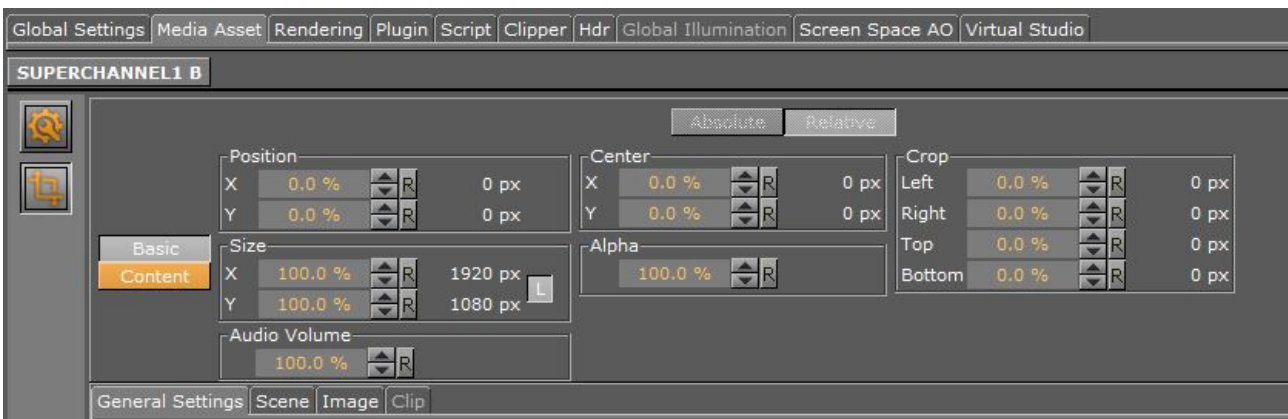 Global Settings Media Asset Rendering Plugin Script Clipper Hdr Global Illumination Screen Space AO Virtual Studio
SUPERCHANNEL1 B
Absolute Relative
Position
X 0.0 % R 0 px
Y 0.0 % R 0 px
Center
X 0.0 % R 0 px
Y 0.0 % R 0 px
Crop
Left 0.0 % R 0 px
Right 0.0 % R 0 px
Top 0.0 % R 0 px
Bottom 0.0 % R 0 px
Basic
Content
Size
X 100.0 % R 1920 px
Y 100.0 % R 1080 px
L
Alpha
100.0 % R
Audio Volume
100.0 % R
General Settings Scene Image Clip